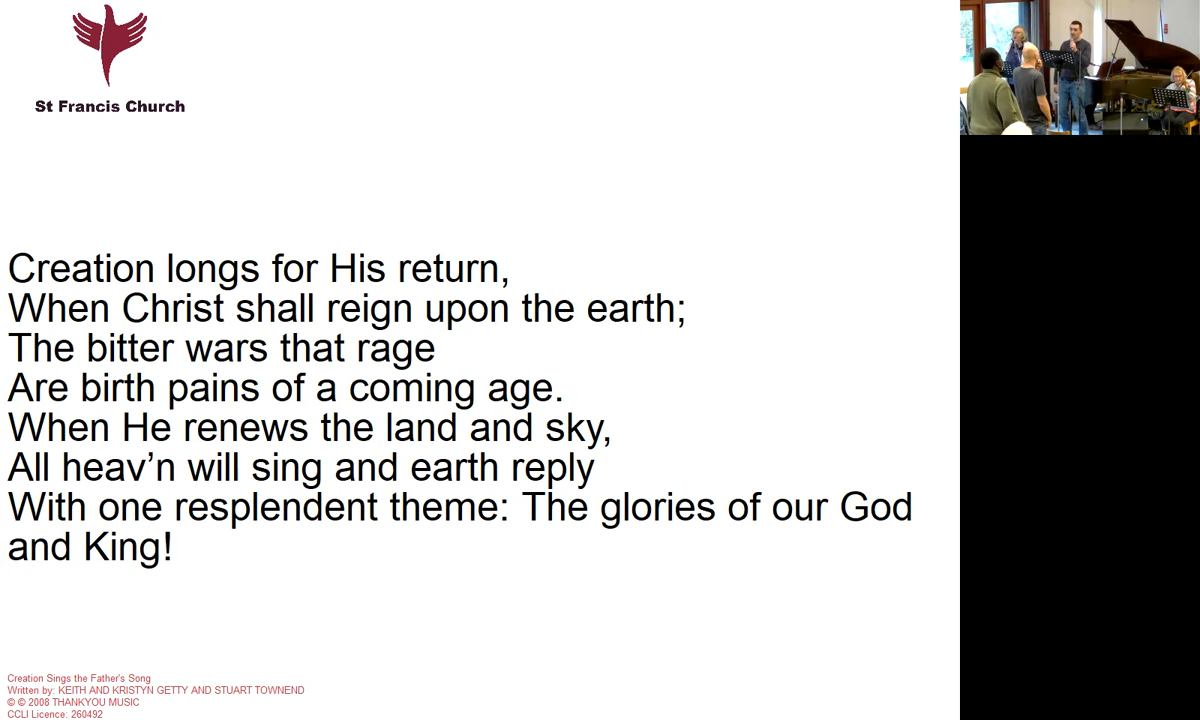 St Francis Church
Creation longs for His return,
When Christ shall reign upon the earth;
The bitter wars that rage
Are birth pains of a coming age.
When He renews the land and sky,
All heav’n will sing and earth reply
With one resplendent theme: The glories of our God
and King!
Creation Sings the Father's Song
Written by: KEITH AND KRISTYN GETTY AND STUART TOWNEND
© © 2008 THANKYOU MUSIC
CCLI Licence: 260492